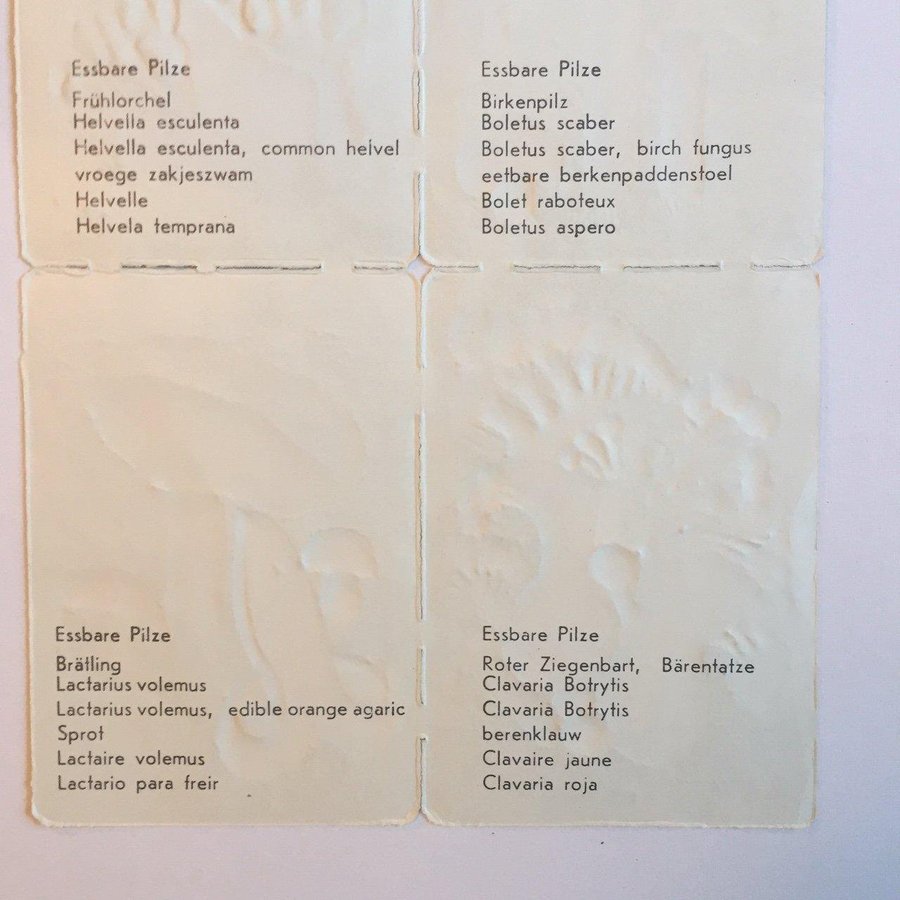 Essbare Pilze
Frühlorchel
Helvella esculenta
Helvella esculenta, common helvel
vroege zakjeszwam
Helvelle
Helvela temprana
Essbare Pilze
Birkenpilz
Boletus scaber
Boletus scaber, birch fungus
eetbare berkenpaddenstoel
Bolet raboteux
Boletus aspero
Essbare Pilze
Brätling
Lactarius volemus
Lactarius volemus, edible orange agaric
Sprot
Lactaire volemus
Lactario para freir
Essbare Pilze
Roter Ziegenbart, Bärentatze
Clavaria Botrytis
Clavaria Botrytis
berenklauw
Clavaire jaune
Clavaria roja